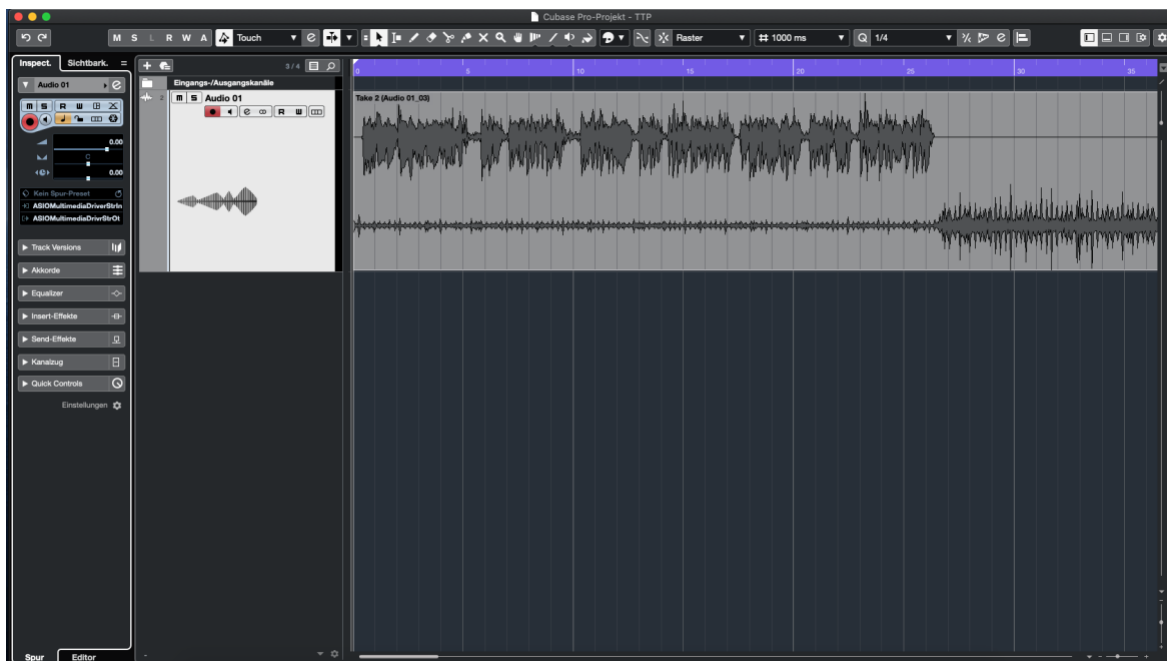 Cubase Pro-Projekt - TTP
M S L R W A Touch Raster 1000 ms Q 1/4
Inspect. Sichtbark.
3/4
0 5 10 15 20 25 30 35
Audio 01
Eingangs-/Ausgangskanäle
2 m S Audio 01
Take 2 (Audio 01_03)
m S R W
R W
0.00
C
0.00
Kein Spur-Preset
ASIOMultimediaDriverStrIn
ASIOMultimediaDrivrStrOt
Track Versions
Akkorde
Equalizer
Insert-Effekte
Send-Effekte
Kanalzug
Quick Controls
Einstellungen
Spur Editor